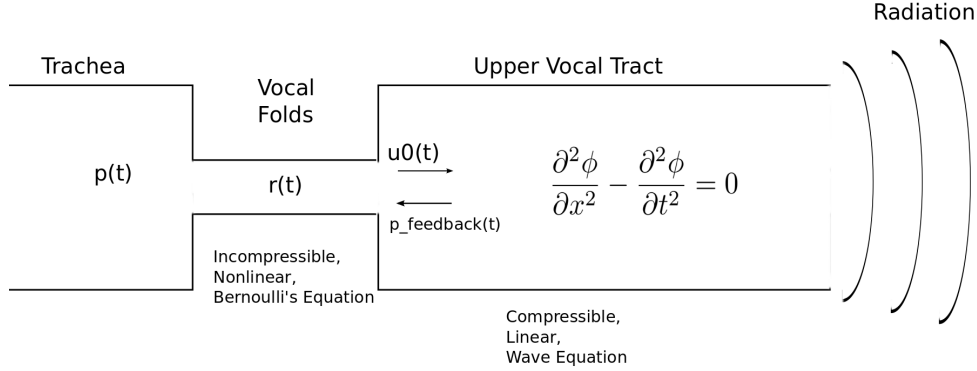 Radiation
Trachea
Vocal
Folds
Upper Vocal Tract
p(t)
r(t)
u0(t)
p_feedback(t)
∂²ϕ/∂x² − ∂²ϕ/∂t² = 0
Incompressible,
Nonlinear,
Bernoulli's Equation
Compressible,
Linear,
Wave Equation